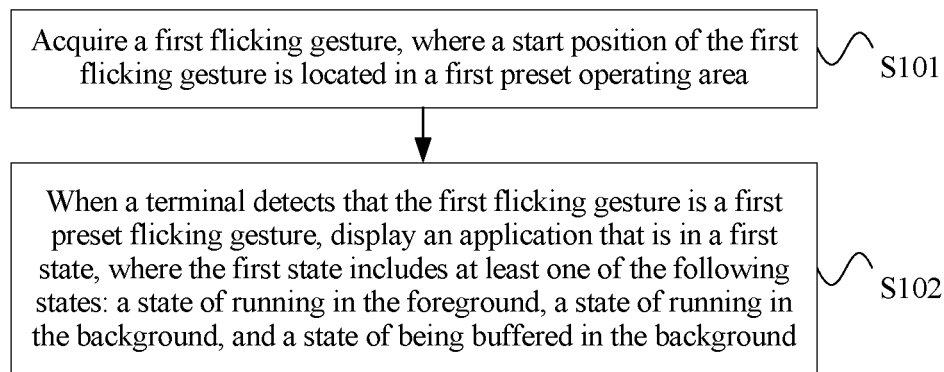 Acquire a first flicking gesture, where a start position of the first
flicking gesture is located in a first preset operating area
S101
When a terminal detects that the first flicking gesture is a first
preset flicking gesture, display an application that is in a first
state, where the first state includes at least one of the following
states: a state of running in the foreground, a state of running in
the background, and a state of being buffered in the background
S102